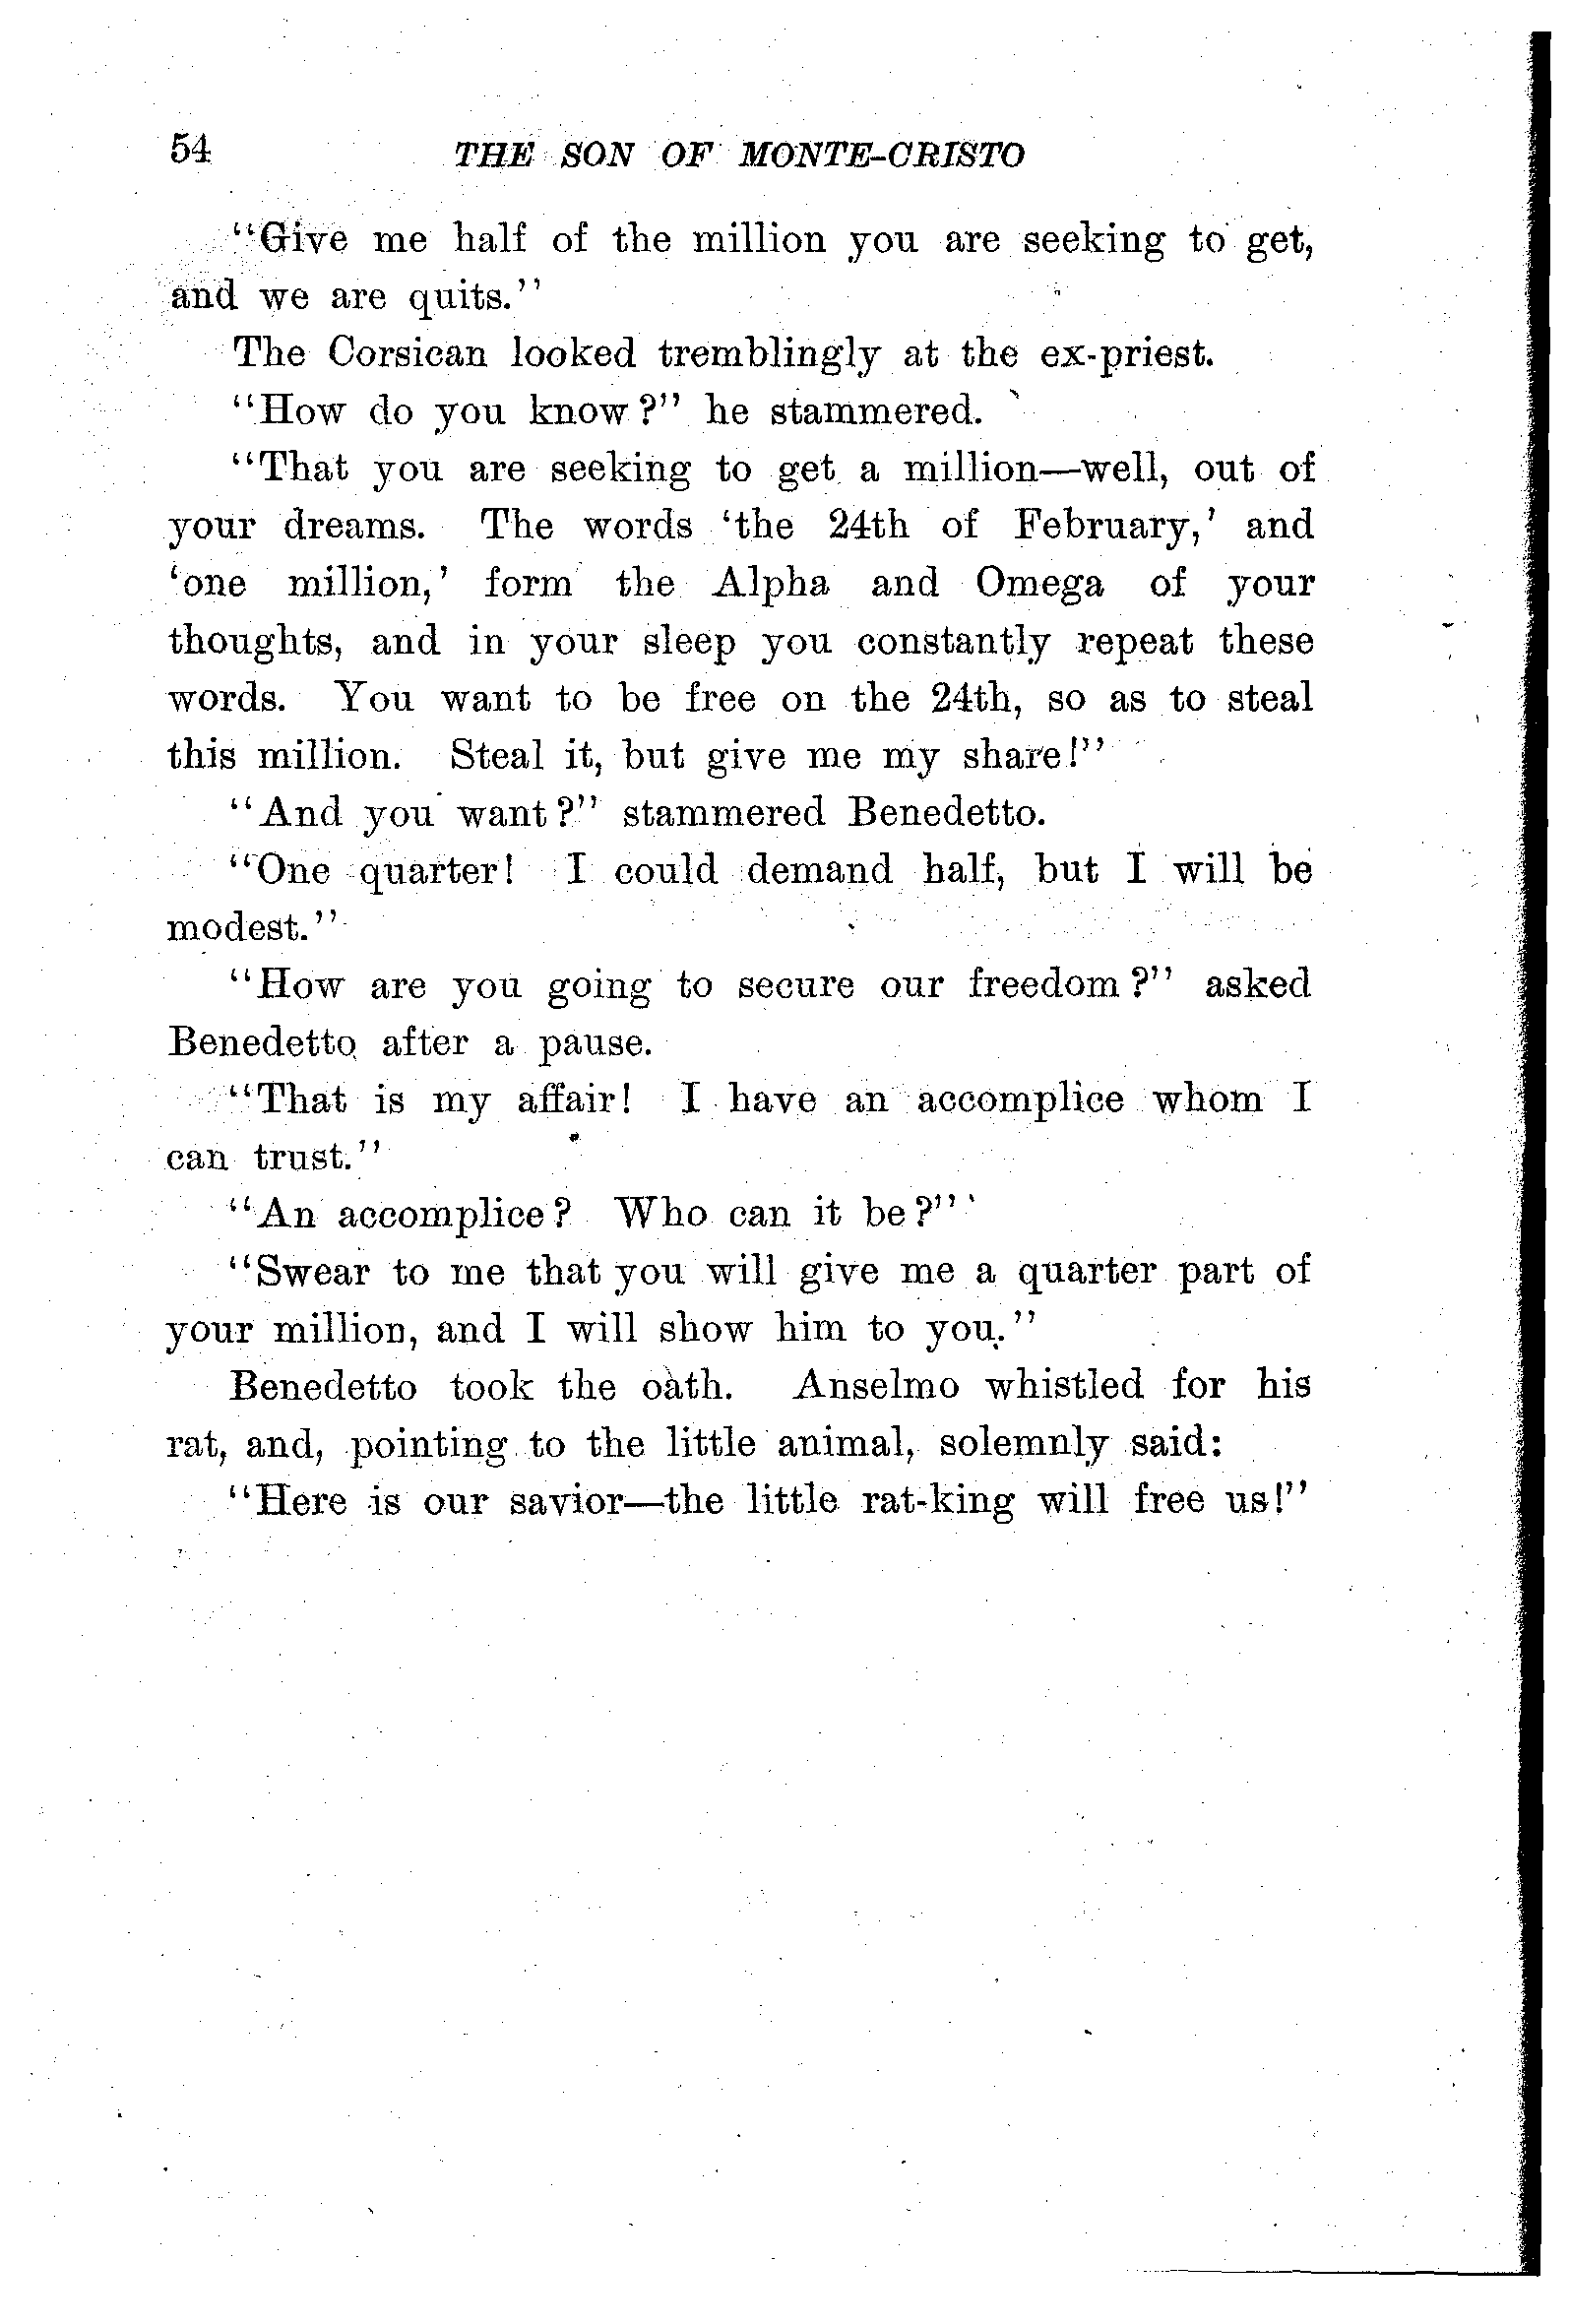 54 THE SON OF MONTE-CRISTO
"Give me half of the million you are seeking to get,
and we are quits."
The Corsican looked tremblingly at the ex-priest.
"How do you know?" he stammered.
"That you are seeking to get a million—well, out of
your dreams. The words 'the 24th of February,' and
'one million,' form the Alpha and Omega of your
thoughts, and in your sleep you constantly repeat these
words. You want to be free on the 24th, so as to steal
this million. Steal it, but give me my share!"
"And you want?" stammered Benedetto.
"One quarter! I could demand half, but I will be
modest."
"How are you going to secure our freedom?" asked
Benedetto after a pause.
"That is my affair! I have an accomplice whom I
can trust."
"An accomplice? Who can it be?"
"Swear to me that you will give me a quarter part of
your million, and I will show him to you."
Benedetto took the oath. Anselmo whistled for his
rat, and, pointing to the little animal, solemnly said:
"Here is our savior—the little rat-king will free us!"